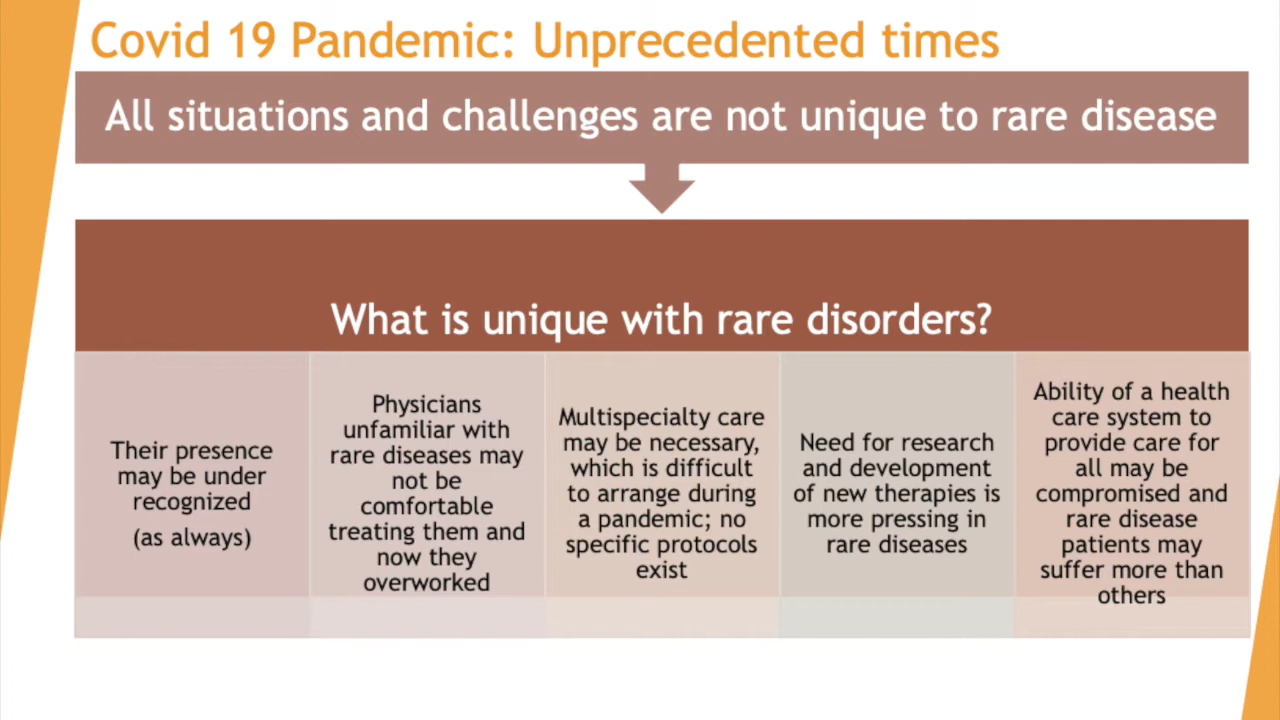 Covid 19 Pandemic: Unprecedented times
All situations and challenges are not unique to rare disease
What is unique with rare disorders?
Their presence
may be under
recognized
(as always)
Physicians
unfamiliar with
rare diseases may
not be
comfortable
treating them and
now they
overworked
Multispecialty care
may be necessary,
which is difficult
to arrange during
a pandemic; no
specific protocols
exist
Need for research
and development
of new therapies is
more pressing in
rare diseases
Ability of a health
care system to
provide care for
all may be
compromised and
rare disease
patients may
suffer more than
others